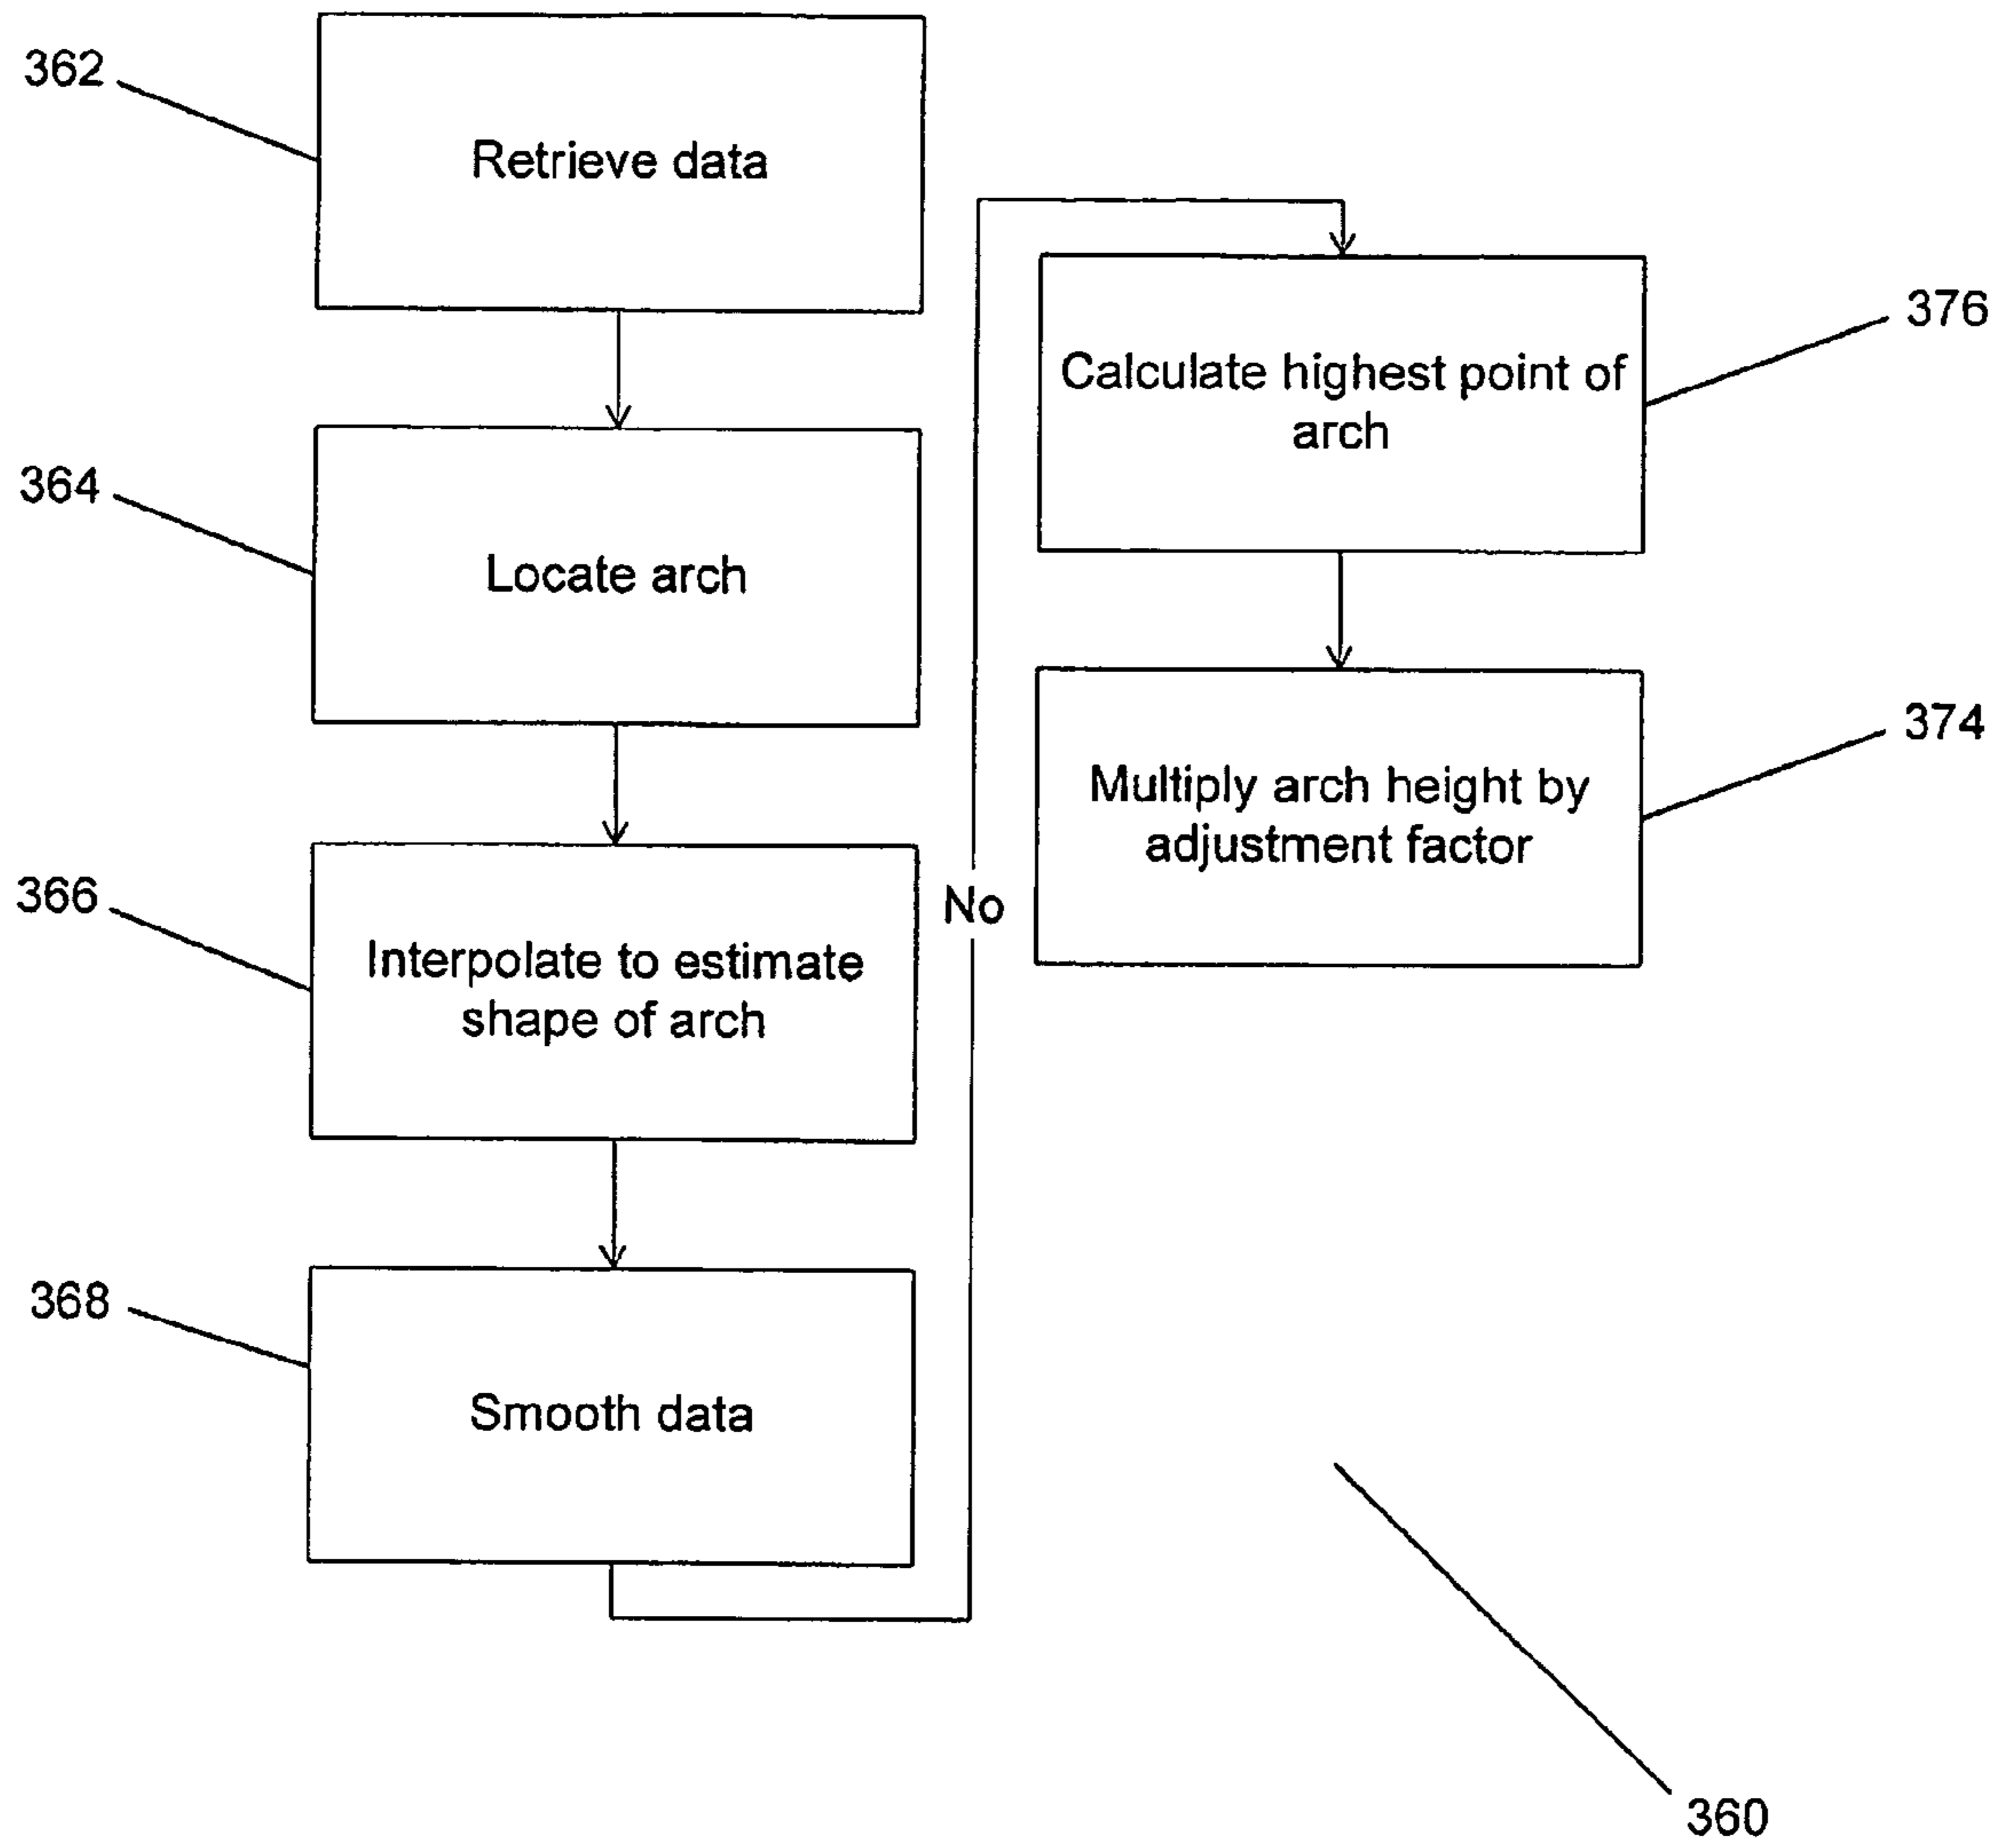 362
Retrieve data
364
Locate arch
366
Interpolate to estimate
shape of arch
368
Smooth data
No
376
Calculate highest point of
arch
374
Multiply arch height by
adjustment factor
360